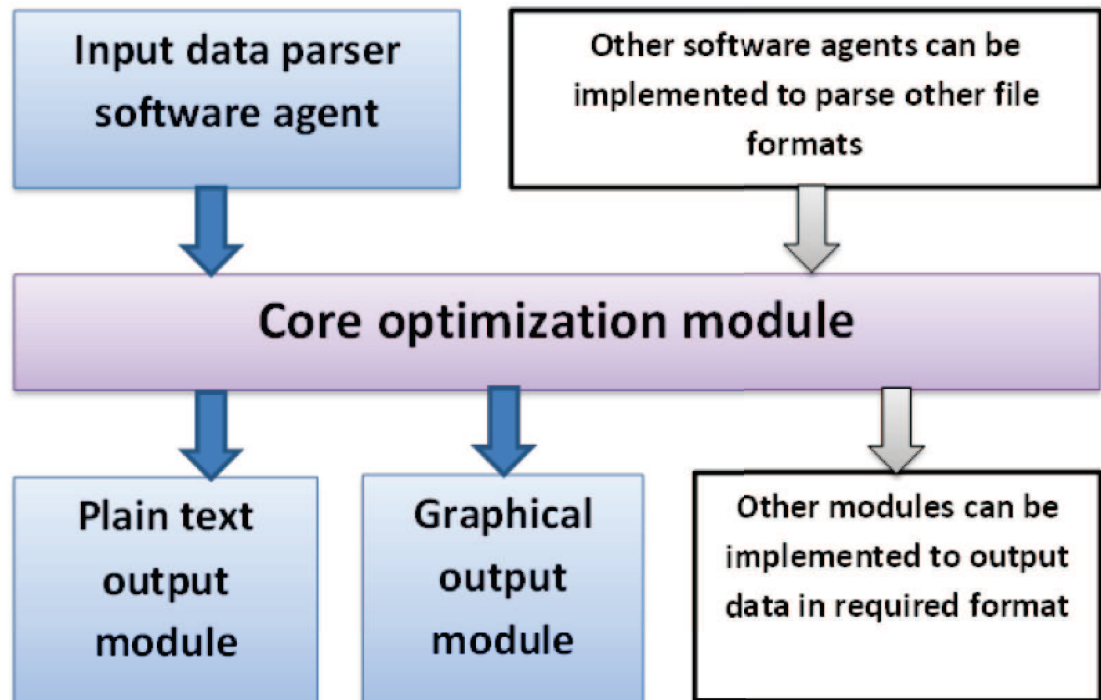 Input data parser
software agent
Other software agents can be
implemented to parse other file
formats
Core optimization module
Plain text
output
module
Graphical
output
module
Other modules can be
implemented to output
data in required format